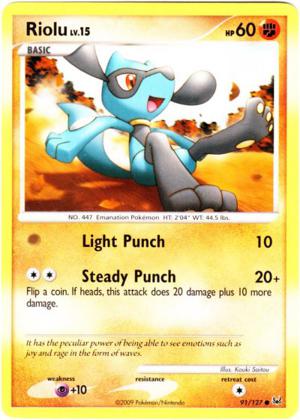 Riolu LV.15 HP 60
BASIC
NO. 447 Emanation Pokémon HT: 2'04" WT: 44.5 lbs.
Light Punch 10
Steady Punch 20+
Flip a coin. If heads, this attack does 20 damage plus 10 more
damage.
It has the peculiar power of being able to see emotions such as
joy and rage in the form of waves.
Illus. Kouki Saitou
weakness resistance retreat cost
+10
©2009 Pokémon/Nintendo 91/127